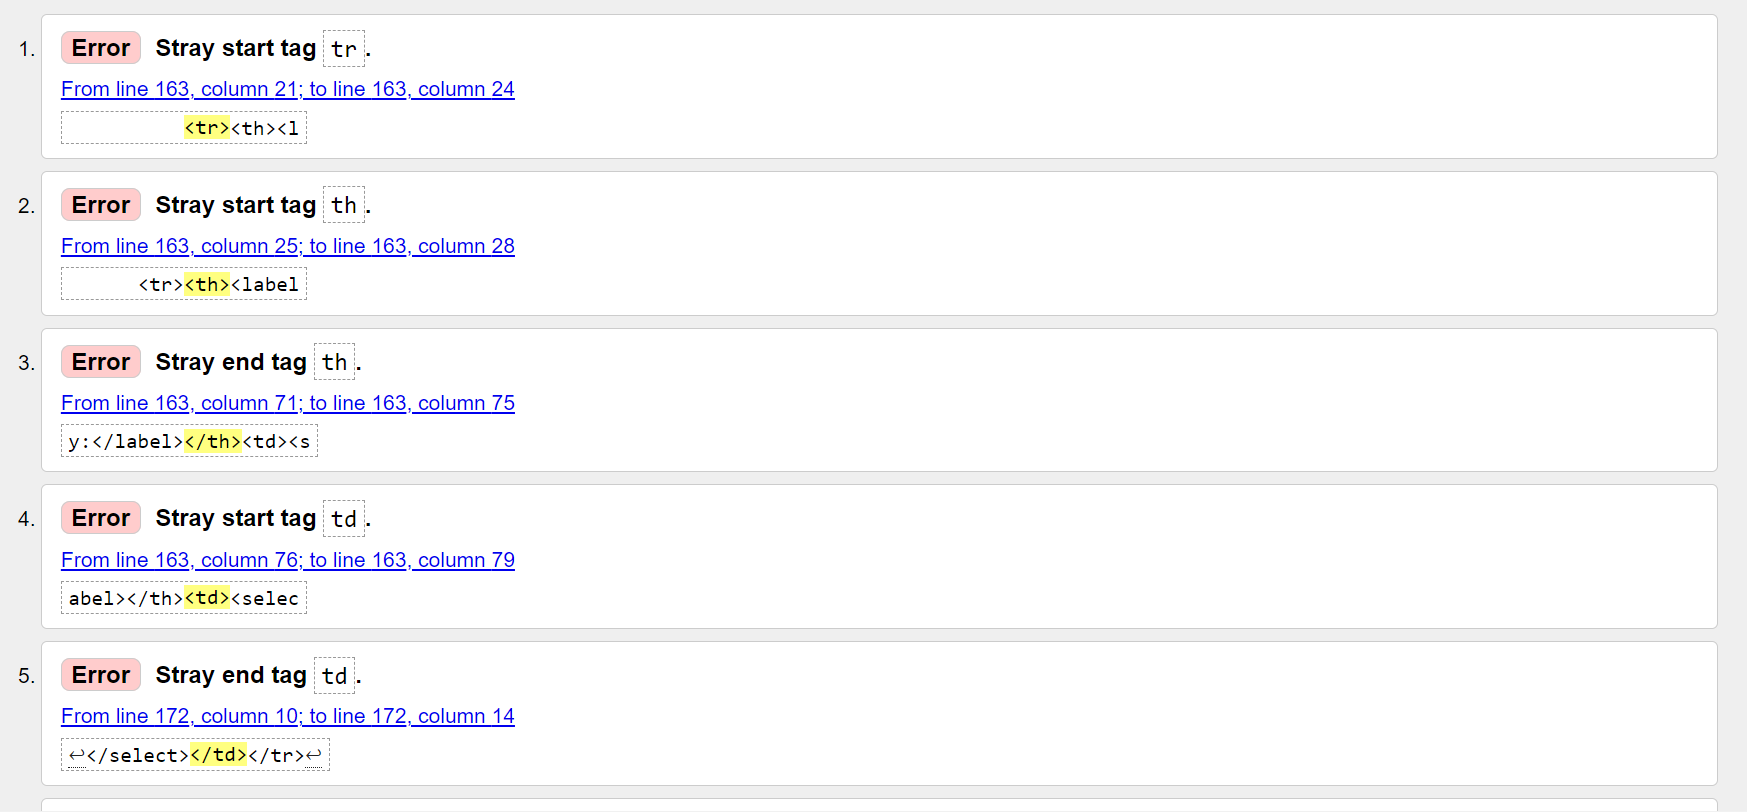 1. Error Stray start tag tr.
From line 163, column 21; to line 163, column 24
<tr><th><l
2. Error Stray start tag th.
From line 163, column 25; to line 163, column 28
<tr><th><label
3. Error Stray end tag th.
From line 163, column 71; to line 163, column 75
y:</label></th><td><s
4. Error Stray start tag td.
From line 163, column 76; to line 163, column 79
abel></th><td><selec
5. Error Stray end tag td.
From line 172, column 10; to line 172, column 14
↩</select></td></tr>↩